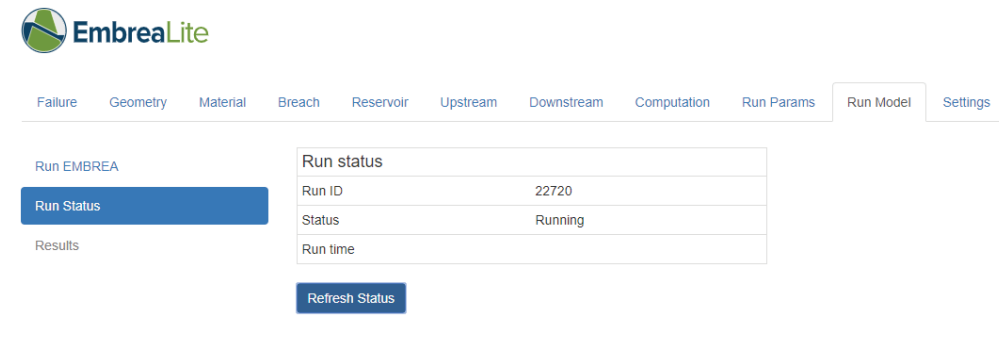 EmbreaLite
Failure Geometry Material Breach Reservoir Upstream Downstream Computation Run Params Run Model Settings
Run EMBREA
Run Status
Results
Run status
Run ID 22720
Status Running
Run time
Refresh Status